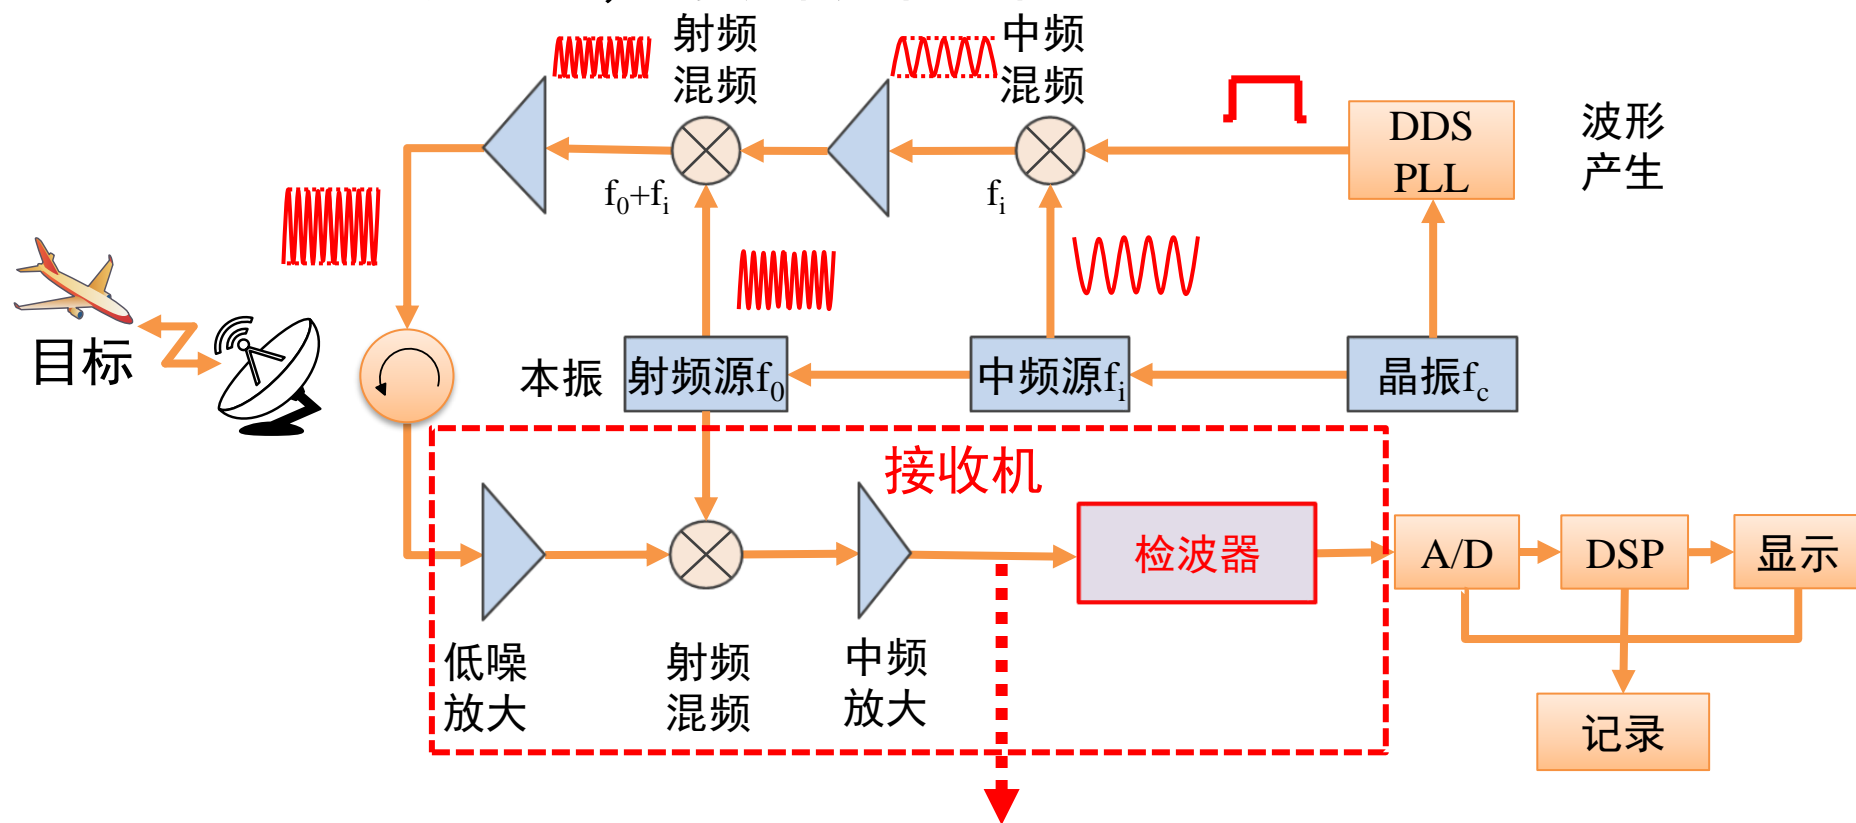 射频
混频
中频
混频
DDS
PLL
波形
产生
f₀+fᵢ
fᵢ
目标
本振
射频源f₀
中频源fᵢ
晶振f꜀
接收机
检波器
A/D
DSP
显示
低噪
放大
射频
混频
中频
放大
记录